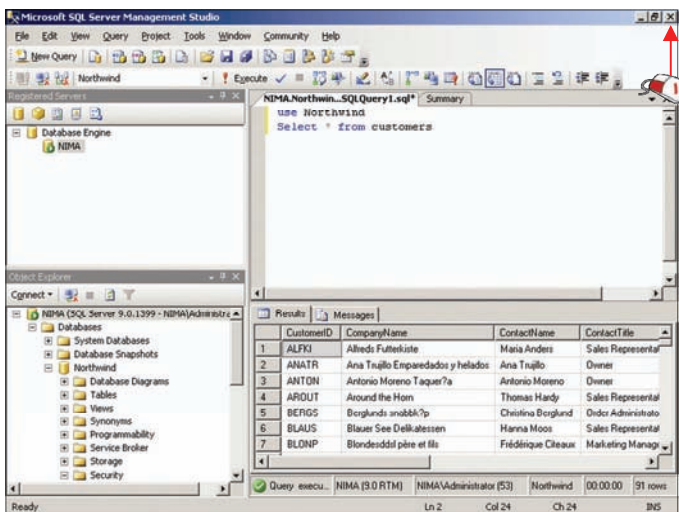 Microsoft SQL Server Management Studio
File Edit View Query Project Tools Window Community Help
New Query
Northwind Execute
Registered Servers
Database Engine
NIMA
NIMA.Northwin...SQLQuery1.sql* Summary
use Northwind
Select * from customers
Object Explorer
Connect
NIMA (SQL Server 9.0.1399 - NIMA\Administra
Databases
System Databases
Database Snapshots
Northwind
Database Diagrams
Tables
Views
Synonyms
Programmability
Service Broker
Storage
Security
Results Messages
CustomerID CompanyName ContactName ContactTitle
1 ALFKI Alfreds Futterkiste Maria Anders Sales Representat
2 ANATR Ana Trujillo Emparedados y helados Ana Trujillo Owner
3 ANTON Antonio Moreno Taquer?a Antonio Moreno Owner
4 AROUT Around the Horn Thomas Hardy Sales Representat
5 BERGS Berglunds snabbk?p Christina Berglund Order Administrato
6 BLAUS Blauer See Delikatessen Hanna Moos Sales Representat
7 BLONP Blondesddsl père et fils Frédérique Citeaux Marketing Manage
Query execu... NIMA (9.0 RTM) NIMA\Administrator (53) Northwind 00:00:00 91 rows
Ready Ln 2 Col 24 Ch 24 INS